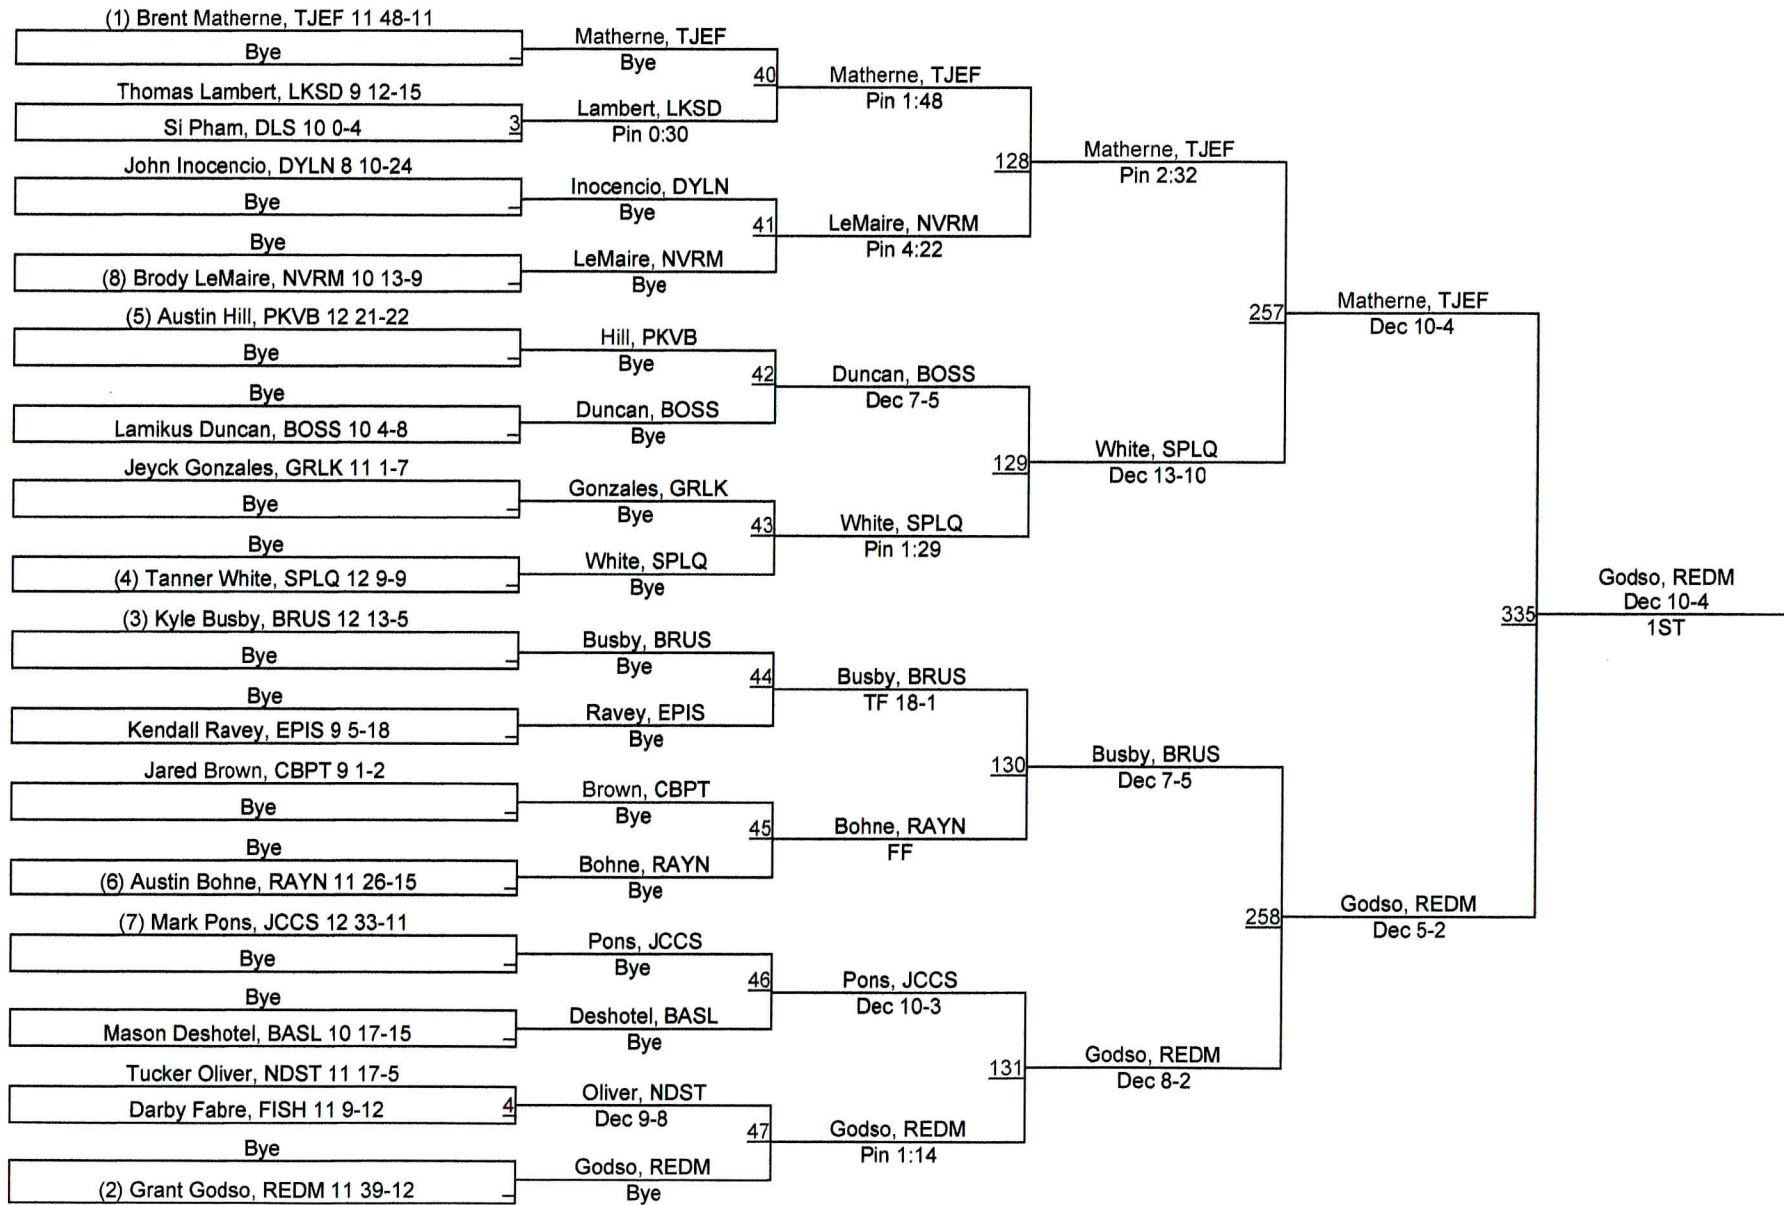 (1) Brent Matherne, TJEF 11 48-11
Bye
_
Thomas Lambert, LKSD 9 12-15
Si Pham, DLS 10 0-4
3
John Inocencio, DYLN 8 10-24
Bye
_
Bye
(8) Brody LeMaire, NVRM 10 13-9
_
(5) Austin Hill, PKVB 12 21-22
Bye
_
Bye
Lamikus Duncan, BOSS 10 4-8
_
Jeyck Gonzales, GRLK 11 1-7
Bye
_
Bye
(4) Tanner White, SPLQ 12 9-9
_
(3) Kyle Busby, BRUS 12 13-5
Bye
_
Bye
Kendall Ravey, EPIS 9 5-18
_
Jared Brown, CBPT 9 1-2
Bye
_
Bye
(6) Austin Bohne, RAYN 11 26-15
_
(7) Mark Pons, JCCS 12 33-11
Bye
_
Bye
Mason Deshotel, BASL 10 17-15
_
Tucker Oliver, NDST 11 17-5
Darby Fabre, FISH 11 9-12
4
Bye
(2) Grant Godso, REDM 11 39-12
_
Matherne, TJEF
Bye
40
Lambert, LKSD
Pin 0:30
Inocencio, DYLN
Bye
41
LeMaire, NVRM
Bye
Hill, PKVB
Bye
42
Duncan, BOSS
Bye
Gonzales, GRLK
Bye
43
White, SPLQ
Bye
Busby, BRUS
Bye
44
Ravey, EPIS
Bye
Brown, CBPT
Bye
45
Bohne, RAYN
Bye
Pons, JCCS
Bye
46
Deshotel, BASL
Bye
Oliver, NDST
Dec 9-8
47
Godso, REDM
Bye
Matherne, TJEF
Pin 1:48
128
LeMaire, NVRM
Pin 4:22
Duncan, BOSS
Dec 7-5
129
White, SPLQ
Pin 1:29
Busby, BRUS
TF 18-1
130
Bohne, RAYN
FF
Pons, JCCS
Dec 10-3
131
Godso, REDM
Pin 1:14
Matherne, TJEF
Pin 2:32
257
White, SPLQ
Dec 13-10
Busby, BRUS
Dec 7-5
258
Godso, REDM
Dec 8-2
Matherne, TJEF
Dec 10-4
335
Godso, REDM
Dec 5-2
Godso, REDM
Dec 10-4
1ST